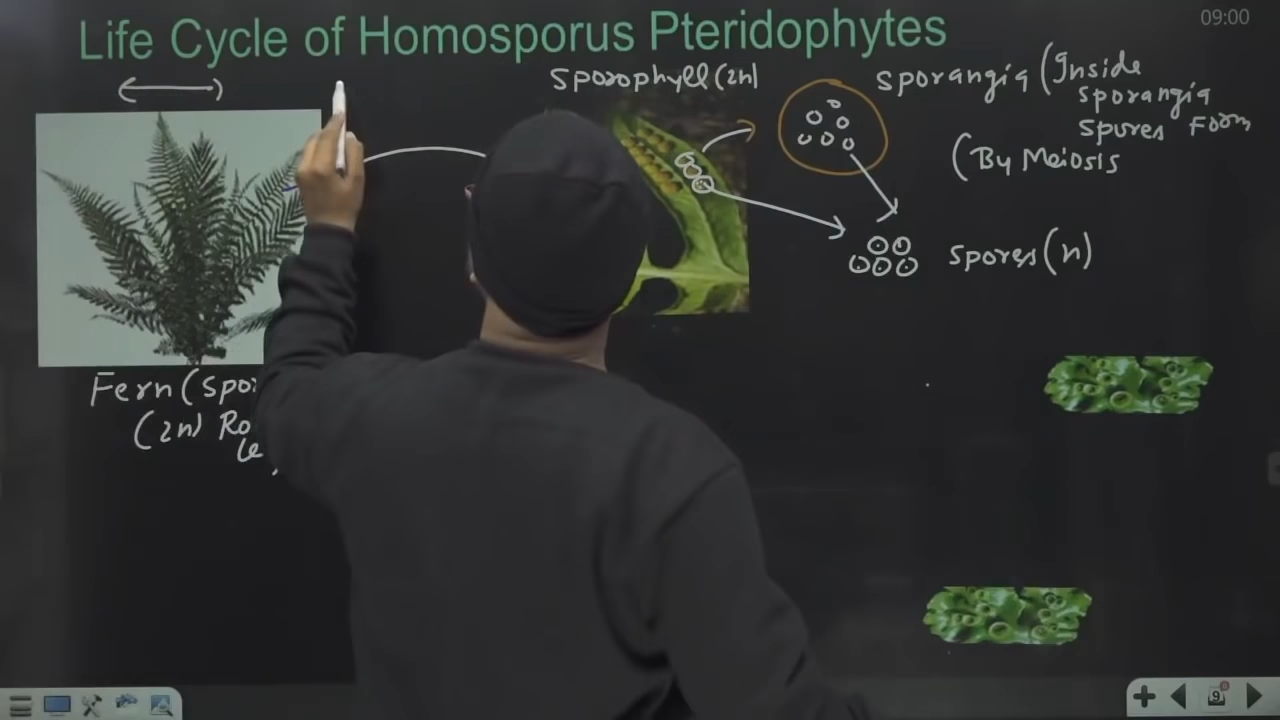 Life Cycle of Homosporus Pteridophytes
09:00
Sporophyll (2n)
Sporangia (Inside
sporangia
spores Form
(By Meiosis
spores (n)
Fern (spo
(2n) Ro
le
9